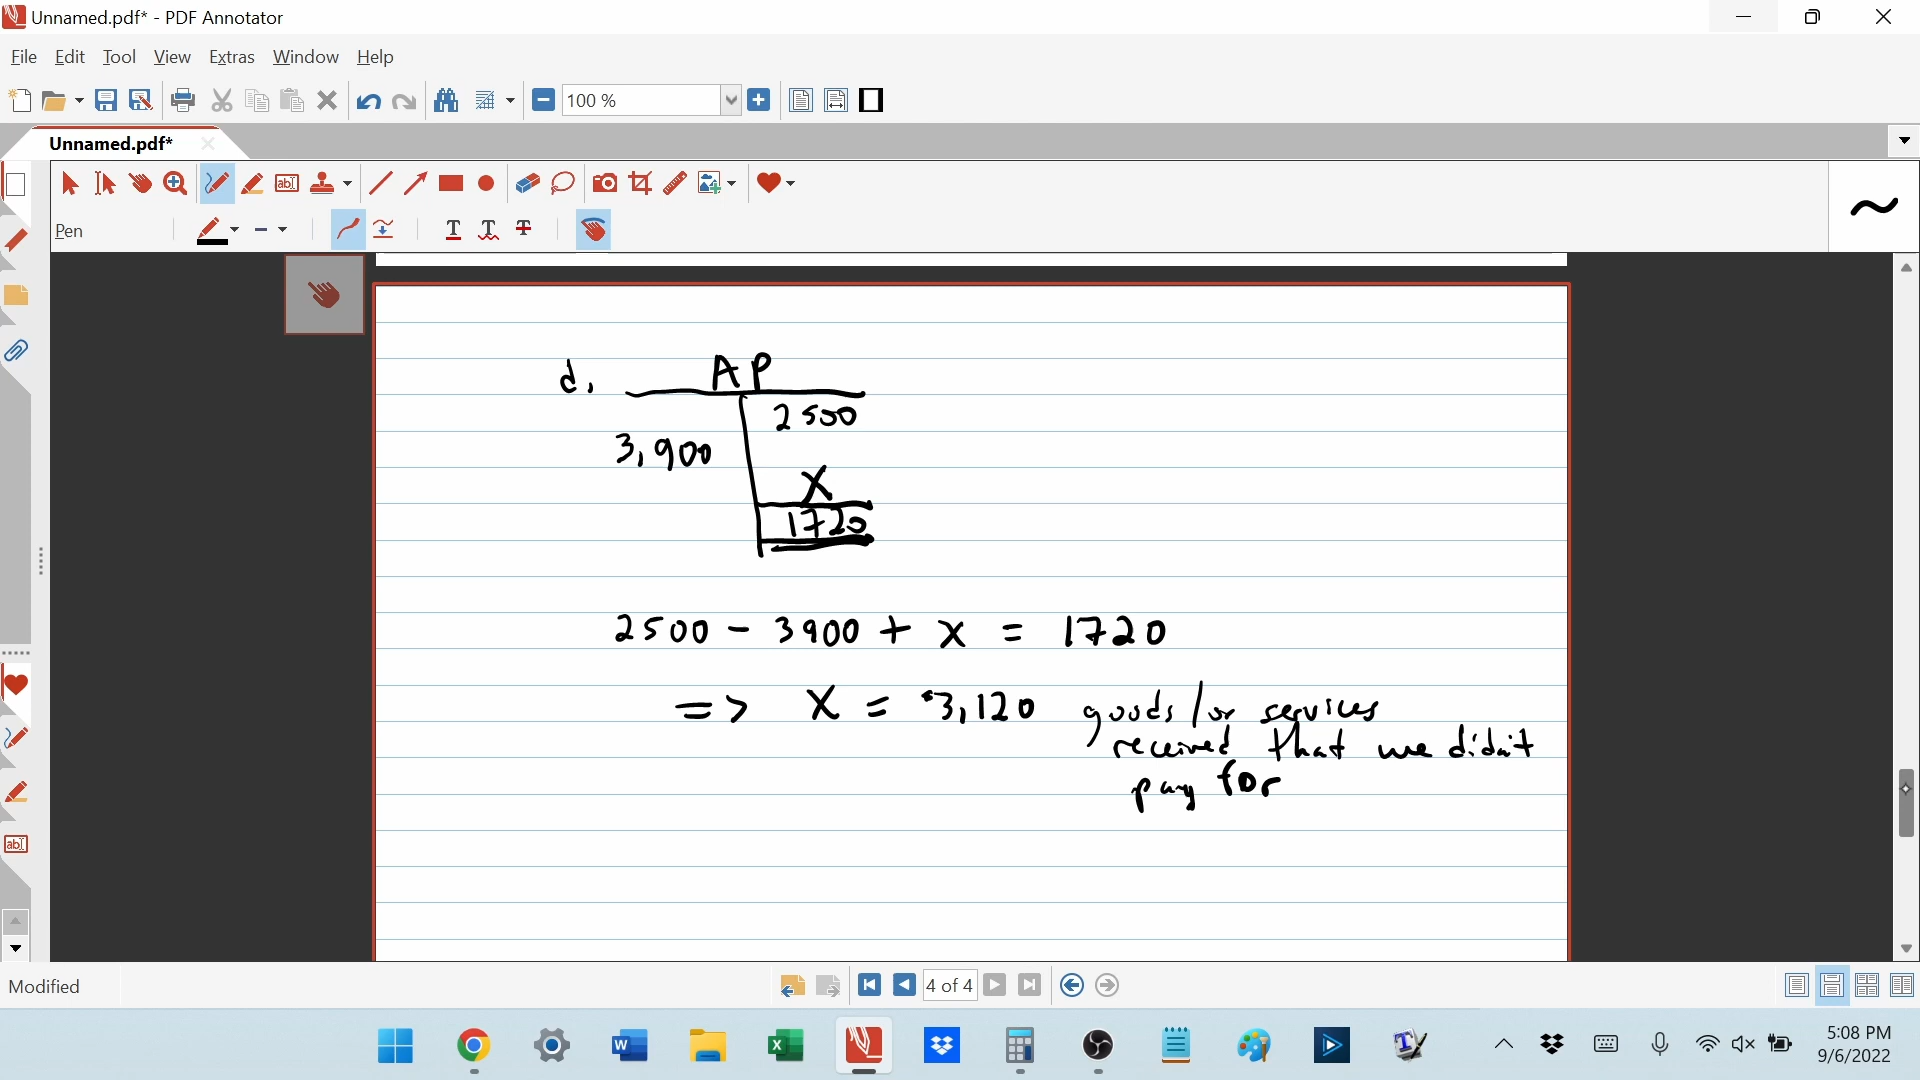 Unnamed.pdf* - PDF Annotator
File Edit Tool View Extras Window Help
100 %
Unnamed.pdf*
Pen
d. AP
2500
3,900
X
1720
2500 - 3900 + x = 1720
=> X = $3,120 goods/or services
received that we didn't
pay for
Modified
4 of 4
5:08 PM
9/6/2022